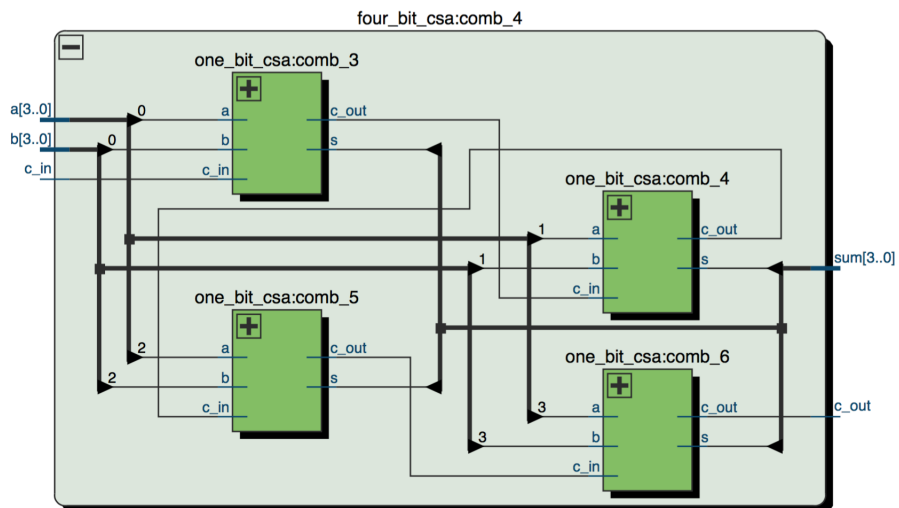 four_bit_csa:comb_4
one_bit_csa:comb_3
a[3..0]
0
a
c_out
b[3..0]
0
b
s
c_in
c_in
one_bit_csa:comb_4
1
a
c_out
1
b
s
sum[3..0]
c_in
one_bit_csa:comb_5
2
a
c_out
2
b
s
c_in
one_bit_csa:comb_6
3
a
c_out
c_out
3
b
s
c_in